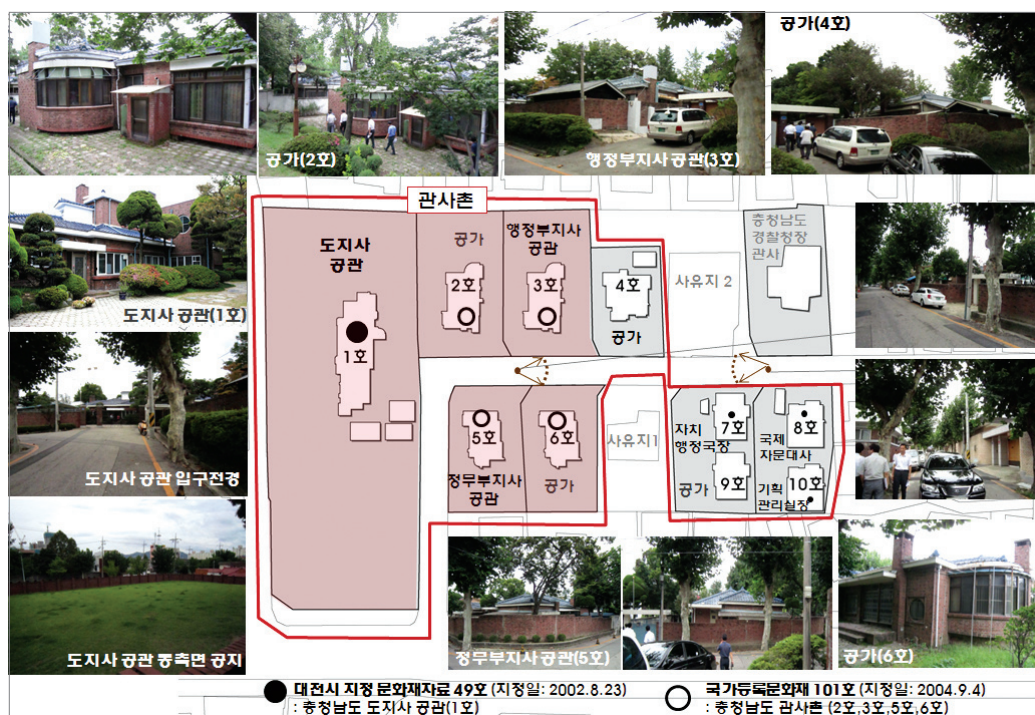 공가(4호)
공가(2호)
행정부지사 공관(3호)
관사촌
도지사
공관
공가
행정부지사
공관
충청남도
경찰청장
관사
2호
3호
4호
사유지 2
공가
도지사 공관(1호)
1호
5호
6호
사유지1
7호
8호
자치
행정국장
국제
자문대사
정무부지사
공관
공가
공가
9호
기획
관리실장
10호
도지사 공관 입구전경
도지사 공관 동측면 공지
정무부지사 공관(5호)
공가(6호)
대전시 지정 문화재자료 49호 (지정일: 2002.8.23)
: 충청남도 도지사 공관(1호)
국가등록문화재 101호 (지정일: 2004.9.4)
: 충청남도 관사촌 (2호,3호,5호,6호)